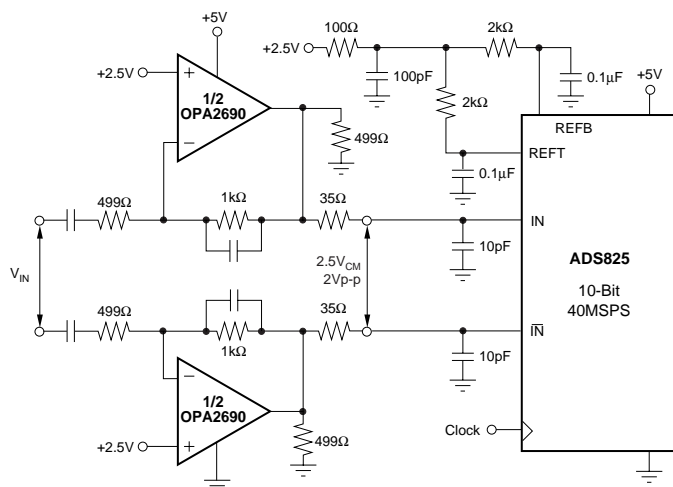 +5V
100Ω
2kΩ
+2.5V
+2.5V
+
1/2
OPA2690
−
100pF
0.1µF
+5V
2kΩ
499Ω
REFB
REFT
0.1µF
499Ω
1kΩ
35Ω
IN
10pF
VIN
2.5VCM
2Vp-p
ADS825
10-Bit
40MSPS
499Ω
1kΩ
35Ω
IN
10pF
−
1/2
OPA2690
+2.5V
+
499Ω
Clock